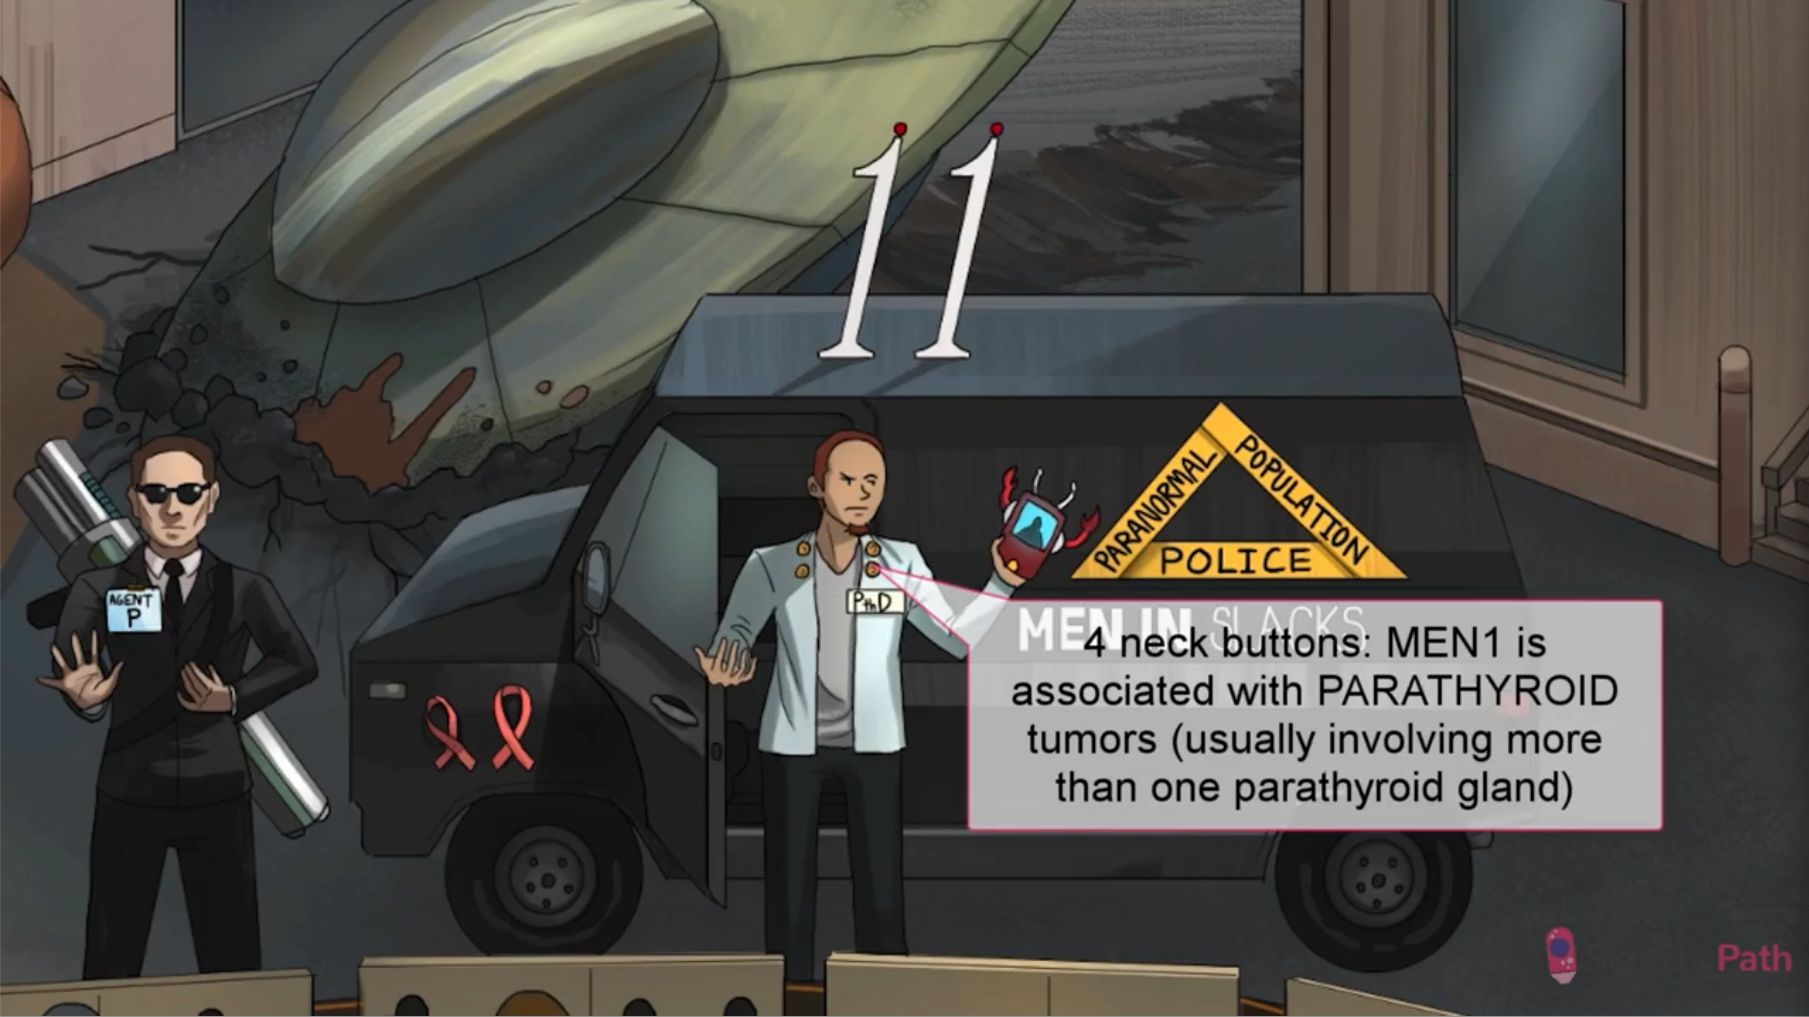 11
PARANORMAL
POPULATION
POLICE
AGENT
P
PthD
MEN IN SLACKS
4 neck buttons: MEN1 is
associated with PARATHYROID
tumors (usually involving more
than one parathyroid gland)
Path